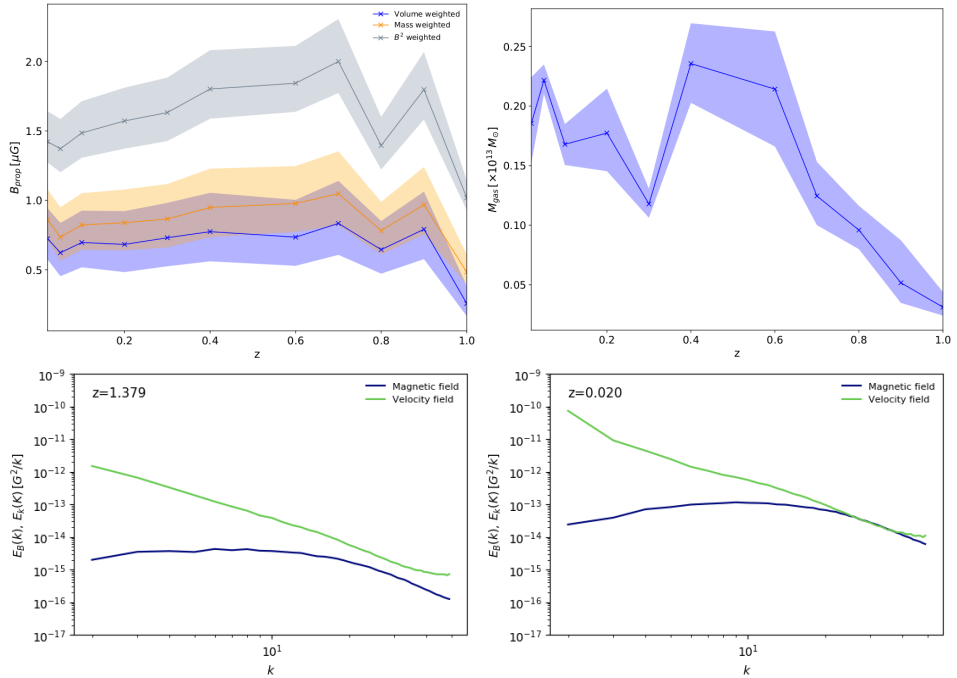 Volume weighted
Mass weighted
B² weighted
2.0
1.5
1.0
0.5
B_prop [μG]
0.2
0.4
0.6
0.8
1.0
z
0.25
0.20
0.15
0.10
0.05
M_gas [×10¹³ M_⊙]
0.2
0.4
0.6
0.8
1.0
z
z=1.379
Magnetic field
Velocity field
10⁻⁹
10⁻¹⁰
10⁻¹¹
10⁻¹²
10⁻¹³
10⁻¹⁴
10⁻¹⁵
10⁻¹⁶
10⁻¹⁷
E_B(k), E_k(K) [G²/k]
10¹
k
z=0.020
Magnetic field
Velocity field
10⁻⁹
10⁻¹⁰
10⁻¹¹
10⁻¹²
10⁻¹³
10⁻¹⁴
10⁻¹⁵
10⁻¹⁶
10⁻¹⁷
E_B(k), E_k(K) [G²/k]
10¹
k